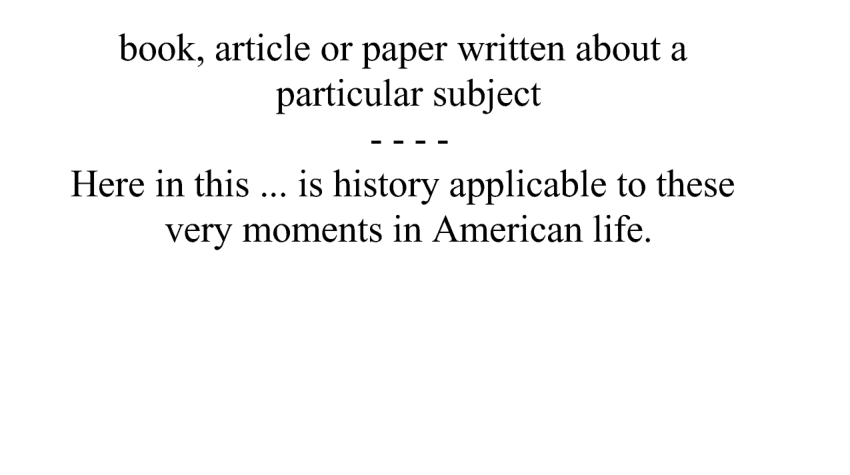 book, article or paper written about a
particular subject
- - - -
Here in this ... is history applicable to these
very moments in American life.